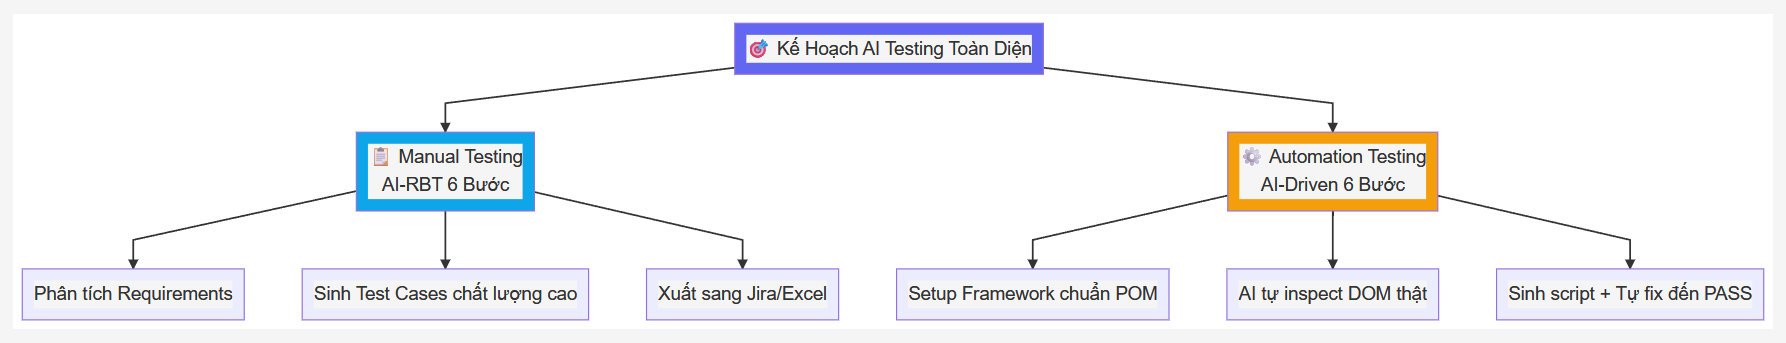 Kế Hoạch AI Testing Toàn Diện
Manual Testing
AI-RBT 6 Bước
Automation Testing
AI-Driven 6 Bước
Phân tích Requirements
Sinh Test Cases chất lượng cao
Xuất sang Jira/Excel
Setup Framework chuẩn POM
AI tự inspect DOM thật
Sinh script + Tự fix đến PASS